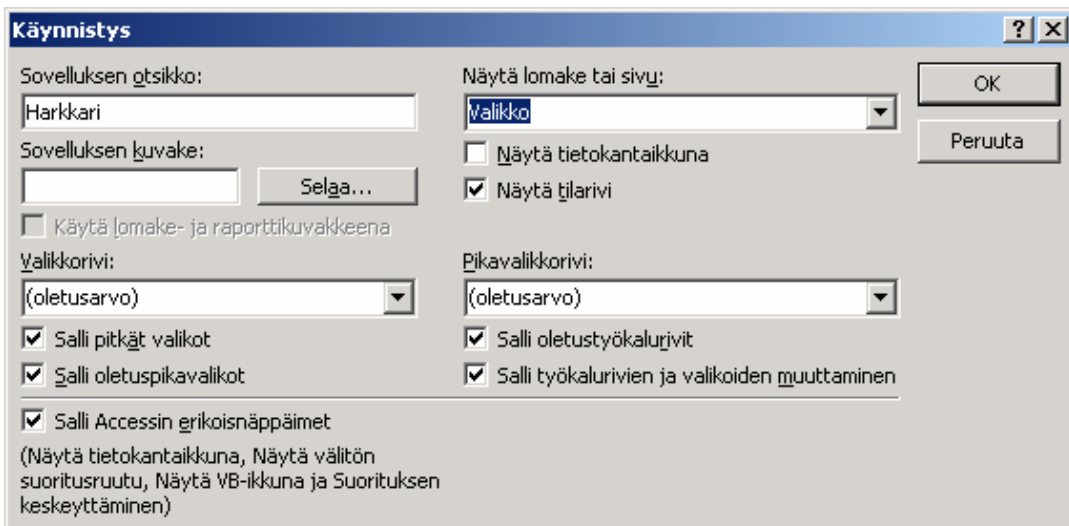 Käynnistys
Sovelluksen otsikko:
Harkkari
Sovelluksen kuvake:
Selaa...
Käytä lomake- ja raporttikuvakkeena
Valikkorivi:
(oletusarvo)
Salli pitkät valikot
Salli oletuspikavalikot
Näytä lomake tai sivu:
Valikko
Näytä tietokantaikkuna
Näytä tilarivi
Pikavalikkorivi:
(oletusarvo)
Salli oletustyökalurivit
Salli työkalurivien ja valikoiden muuttaminen
OK
Peruuta
Salli Accessin erikoisnäppäimet
(Näytä tietokantaikkuna, Näytä välitön
suoritusruutu, Näytä VB-ikkuna ja Suorituksen
keskeyttäminen)